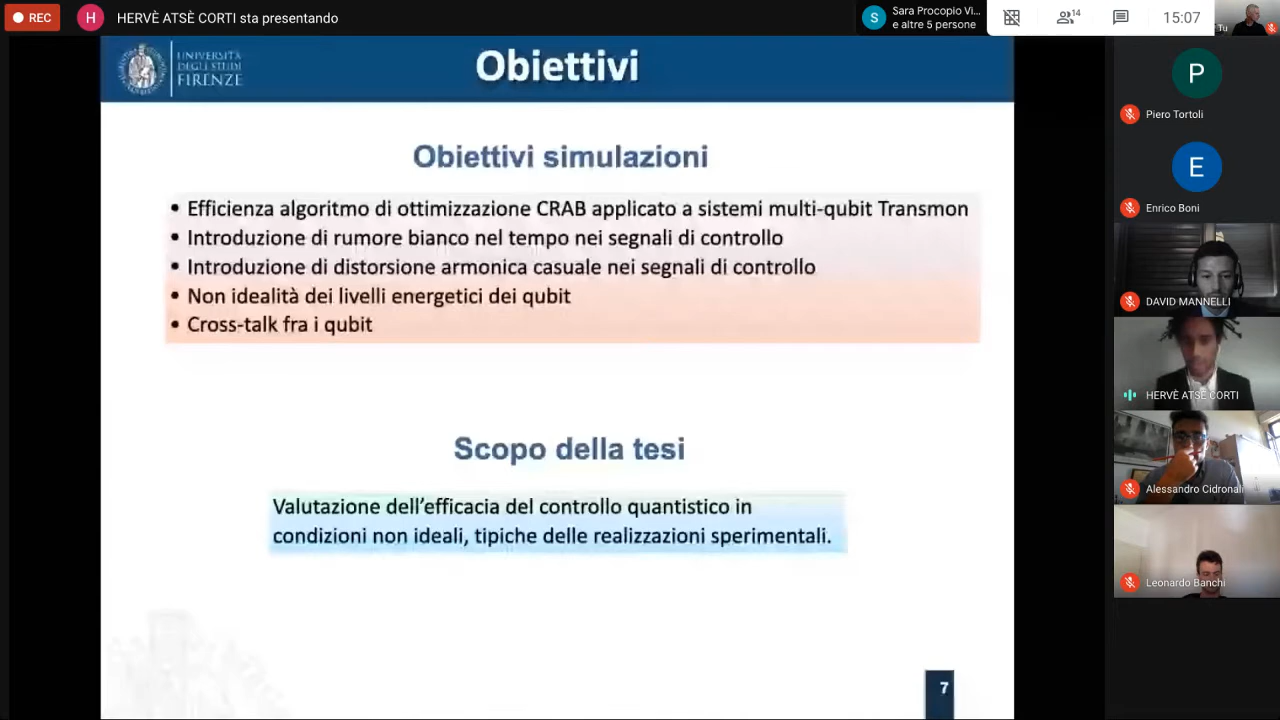 REC
H
HERVÈ ATSÈ CORTI sta presentando
S
Sara Procopio Vi...
e altre 5 persone
14
15:07
Tu
UNIVERSITÀ
DEGLI STUDI
FIRENZE
Obiettivi
Obiettivi simulazioni
• Efficienza algoritmo di ottimizzazione CRAB applicato a sistemi multi-qubit Transmon
• Introduzione di rumore bianco nel tempo nei segnali di controllo
• Introduzione di distorsione armonica casuale nei segnali di controllo
• Non idealità dei livelli energetici dei qubit
• Cross-talk fra i qubit
Scopo della tesi
Valutazione dell’efficacia del controllo quantistico in
condizioni non ideali, tipiche delle realizzazioni sperimentali.
7
P
Piero Tortoli
E
Enrico Boni
DAVID MANNELLI
HERVÈ ATSÈ CORTI
Alessandro Cidronali
Leonardo Banchi